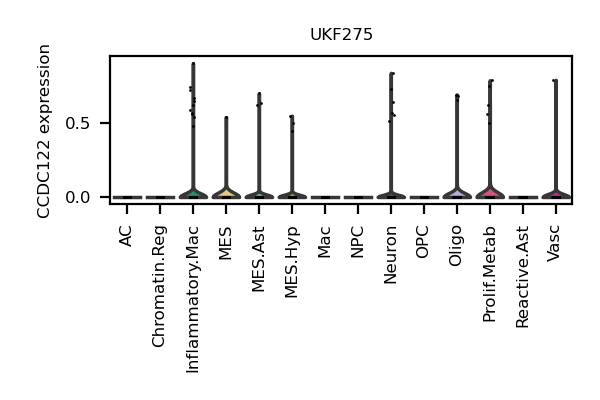 UKF275
CCDC122 expression
0.5
0.0
AC
Chromatin.Reg
Inflammatory.Mac
MES
MES.Ast
MES.Hyp
Mac
NPC
Neuron
OPC
Oligo
Prolif.Metab
Reactive.Ast
Vasc